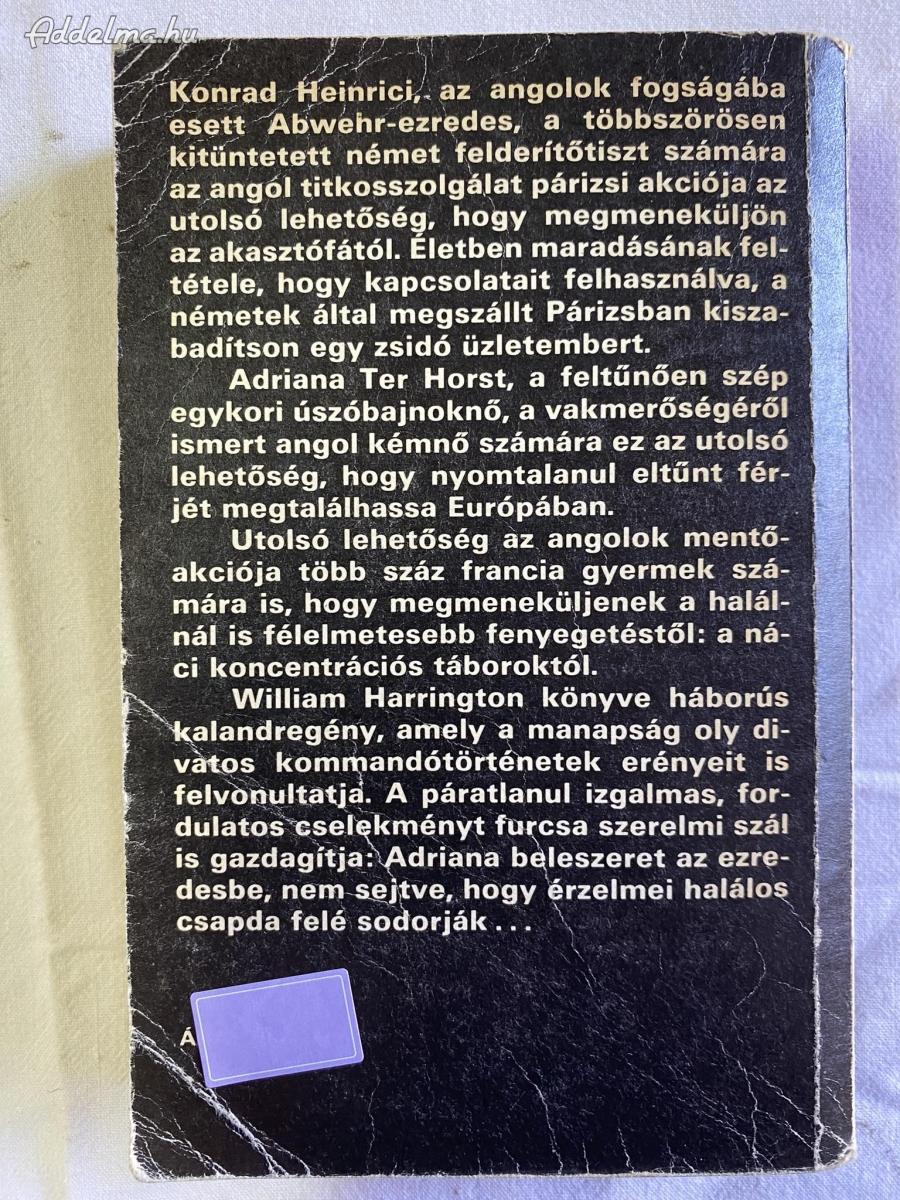 Addelma.hu
Konrad Heinrici, az angolok fogságába
esett Abwehr-ezredes, a többszörösen
kitüntetett német felderítőtiszt számára
az angol titkosszolgálat párizsi akciója az
utolsó lehetőség, hogy megmeneküljön
az akasztófától. Életben maradásának fel-
tétele, hogy kapcsolatait felhasználva, a
németek által megszállt Párizsban kisza-
badítson egy zsidó üzletembert.
Adriana Ter Horst, a feltűnően szép
egykori úszóbajnoknő, a vakmerőségéről
ismert angol kémnő számára ez az utolsó
lehetőség, hogy nyomtalanul eltűnt fér-
jét megtalálhassa Európában.
Utolsó lehetőség az angolok mentő-
akciója több száz francia gyermek szá-
mára is, hogy megmeneküljenek a halál-
nál is félelmetesebb fenyegetéstől: a ná-
ci koncentrációs táboroktól.
William Harrington könyve háborús
kalandregény, amely a manapság oly di-
vatos kommandótörténetek erényeit is
felvonultatja. A páratlanul izgalmas, for-
dulatos cselekményt furcsa szerelmi szál
is gazdagítja: Adriana beleszeret az ezre-
desbe, nem sejtve, hogy érzelmei halálos
csapda felé sodorják...
Á